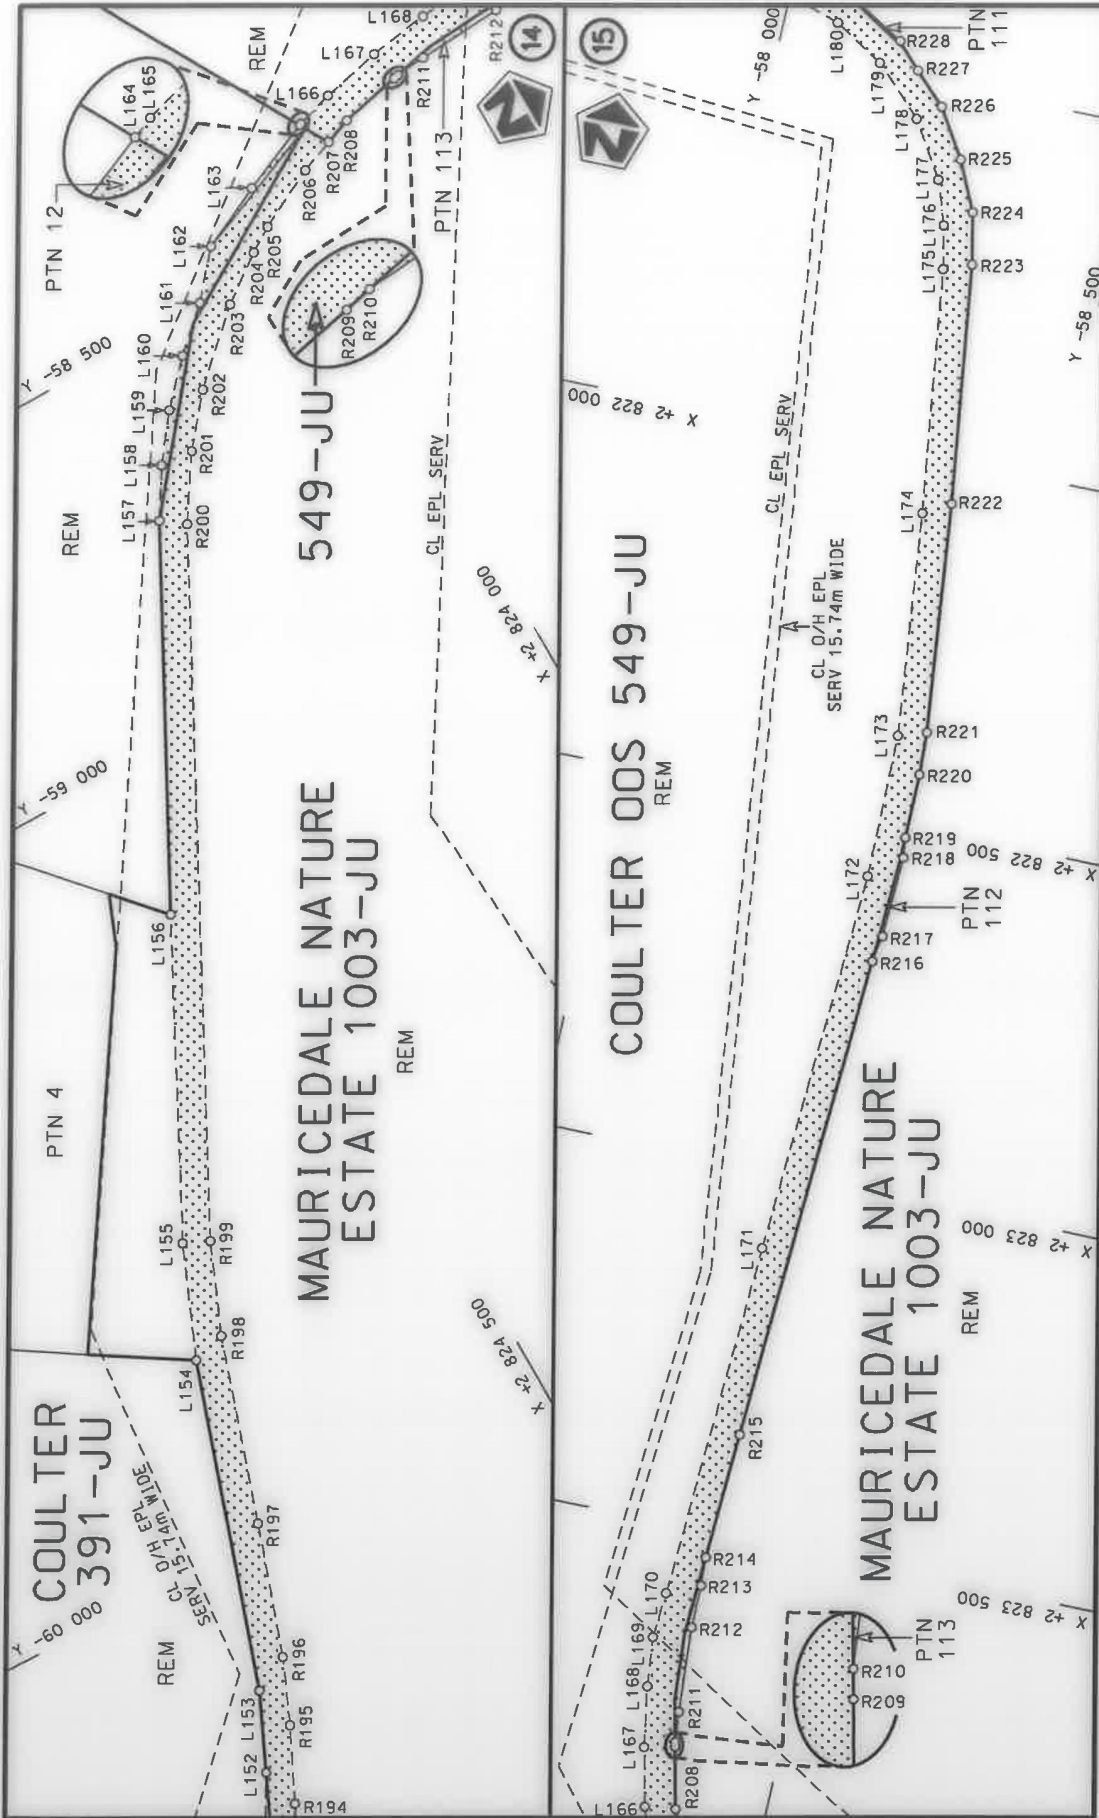 14
COULTER
391-JU
REM
PTN 4
REM
PTN 12
REM
CL O/H EPL
SERV 15.74m WIDE
Y -60 000
Y -59 000
Y -58 500
X +2 824 500
X +2 824 000
MAURICEDALE NATURE
ESTATE 1003-JU
REM
549-JU
CL EPL SERV
PTN 113
L152
L153
L154
L155
L156
L157
L158
L159
L160
L161
L162
L163
L164
L165
L166
L167
L168
R194
R195
R196
R197
R198
R199
R200
R201
R202
R203
R204
R205
R206
R207
R208
R209
R210
R211
R212
N
15
N
COULTER OOS 549-JU
REM
CL EPL SERV
CL O/H EPL
SERV 15.74m WIDE
MAURICEDALE NATURE
ESTATE 1003-JU
REM
PTN
113
PTN
112
PTN
111
Y -58 000
Y -58 500
X +2 822 000
X +2 822 500
X +2 823 000
X +2 823 500
L166
L167
L168
L169
L170
L171
L172
L173
L174
L175
L176
L177
L178
L179
L180
R208
R209
R210
R211
R212
R213
R214
R215
R216
R217
R218
R219
R220
R221
R222
R223
R224
R225
R226
R227
R228